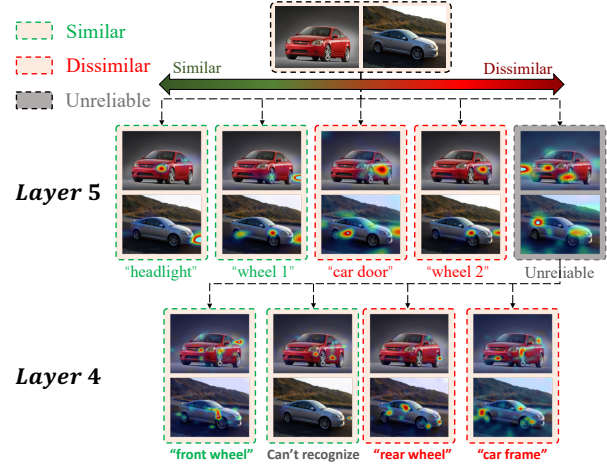 Similar
Dissimilar
Unreliable
Similar
Dissimilar
Layer 5
"headlight"
"wheel 1"
"car door"
"wheel 2"
Unreliable
Layer 4
"front wheel"
Can't recognize
"rear wheel"
"car frame"